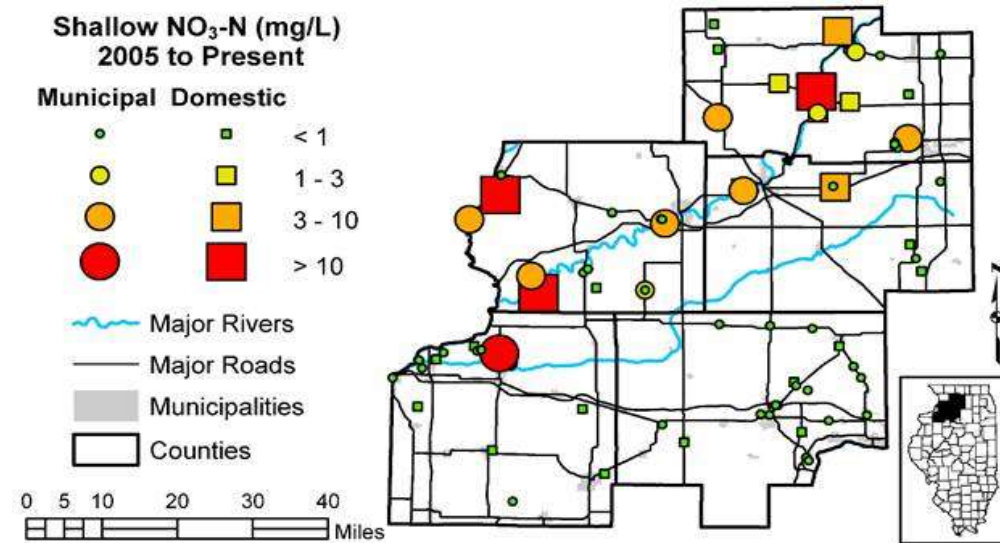 Shallow NO₃-N (mg/L)
2005 to Present
Municipal Domestic
< 1
1 - 3
3 - 10
> 10
Major Rivers
Major Roads
Municipalities
Counties
0 5 10 20 30 40
Miles